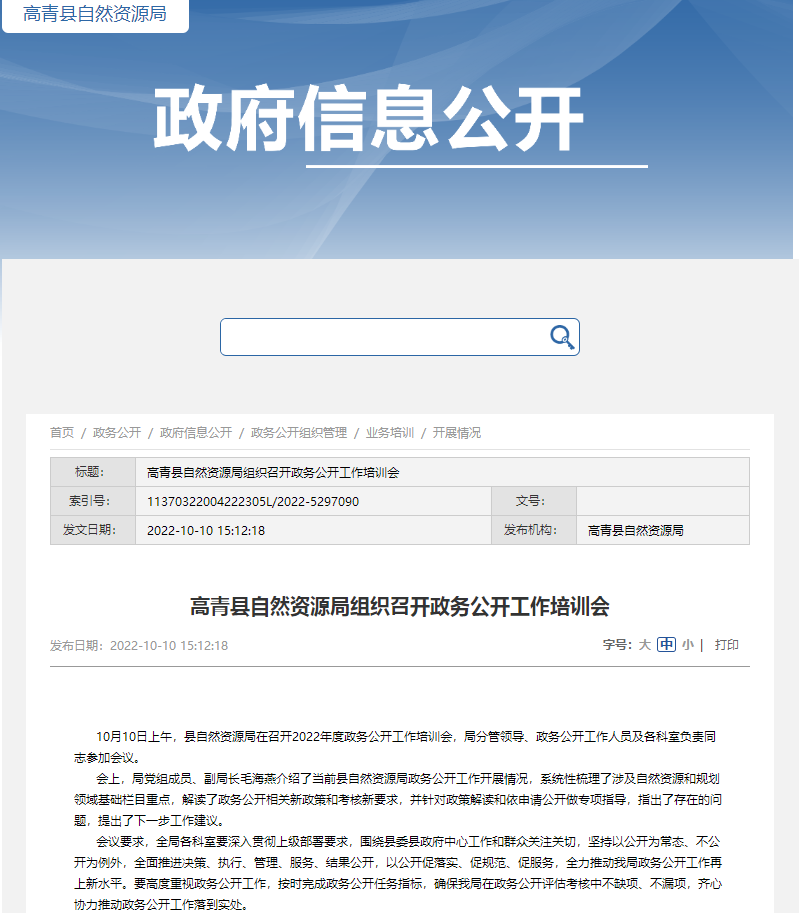 高青县自然资源局
政府信息公开
首页 / 政务公开 / 政府信息公开 / 政务公开组织管理 / 业务培训 / 开展情况
标题： 高青县自然资源局组织召开政务公开工作培训会
索引号： 11370322004222305L/2022-5297090 文号：
发文日期： 2022-10-10 15:12:18 发布机构： 高青县自然资源局
高青县自然资源局组织召开政务公开工作培训会
发布日期：2022-10-10 15:12:18 字号：大 中 小 | 打印
10月10日上午，县自然资源局在召开2022年度政务公开工作培训会，局分管领导、政务公开工作人员及各科室负责同
志参加会议。
会上，局党组成员、副局长毛海燕介绍了当前县自然资源局政务公开工作开展情况，系统性梳理了涉及自然资源和规划
领域基础栏目重点，解读了政务公开相关新政策和考核新要求，并针对政策解读和依申请公开做专项指导，指出了存在的问
题，提出了下一步工作建议。
会议要求，全局各科室要深入贯彻上级部署要求，围绕县委县政府中心工作和群众关注关切，坚持以公开为常态、不公
开为例外，全面推进决策、执行、管理、服务、结果公开，以公开促落实、促规范、促服务，全力推动我局政务公开工作再
上新水平。要高度重视政务公开工作，按时完成政务公开任务指标，确保我局在政务公开评估考核中不缺项、不漏项，齐心
协力推动政务公开工作落到实处。